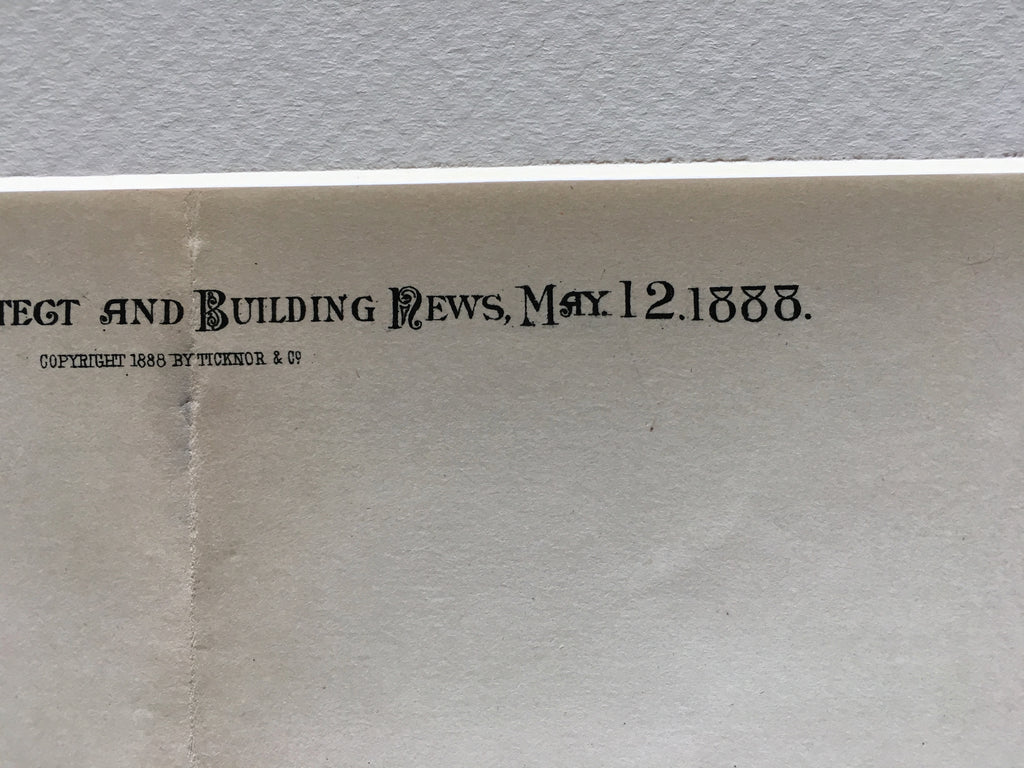 TECT AND BUILDING NEWS, MAY. 12. 1888.
COPYRIGHT 1888 BY TICKNOR & Co